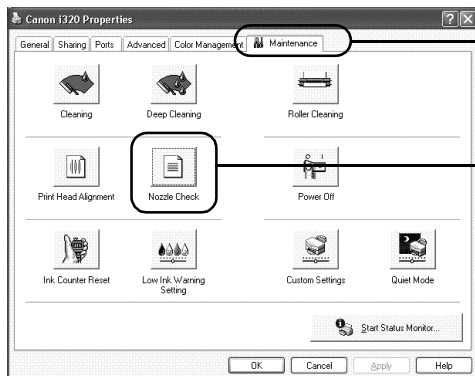 Canon i320 Properties
General Sharing Ports Advanced Color Management Maintenance
Cleaning Deep Cleaning Roller Cleaning
Print Head Alignment Nozzle Check Power Off
Ink Counter Reset Low Ink Warning Custom Settings Quiet Mode
Setting
Start Status Monitor...
OK Cancel Apply Help